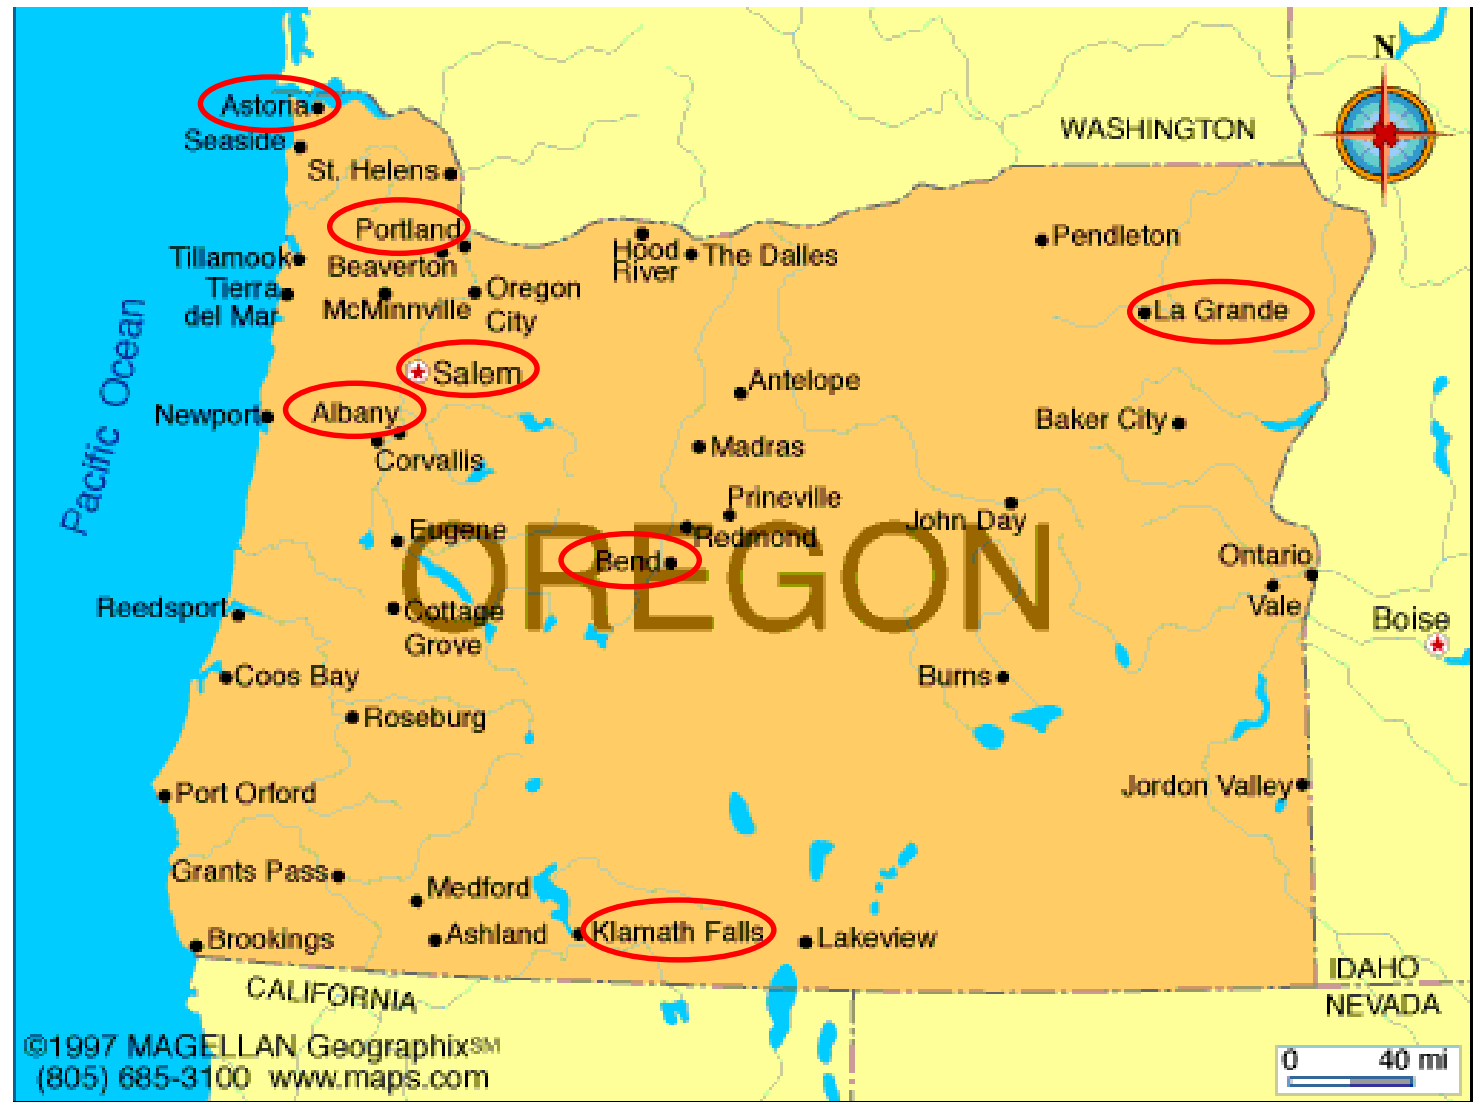 N
WASHINGTON
Astoria
Seaside
St. Helens
Portland
Hood
River
The Dalles
Pendleton
Tillamook
Beaverton
Tierra
del Mar
McMinnville
Oregon
City
La Grande
Pacific Ocean
Salem
Antelope
Newport
Albany
Baker City
Corvallis
Madras
Prineville
John Day
Eugene
Redmond
Bend
OREGON
Ontario
Vale
Boise
Reedsport
Cottage
Grove
Coos Bay
Burns
Roseburg
Port Orford
Jordon Valley
Grants Pass
Medford
Brookings
Ashland
Klamath Falls
Lakeview
IDAHO
CALIFORNIA
NEVADA
©1997 MAGELLAN Geographix℠
(805) 685-3100 www.maps.com
0 40 mi